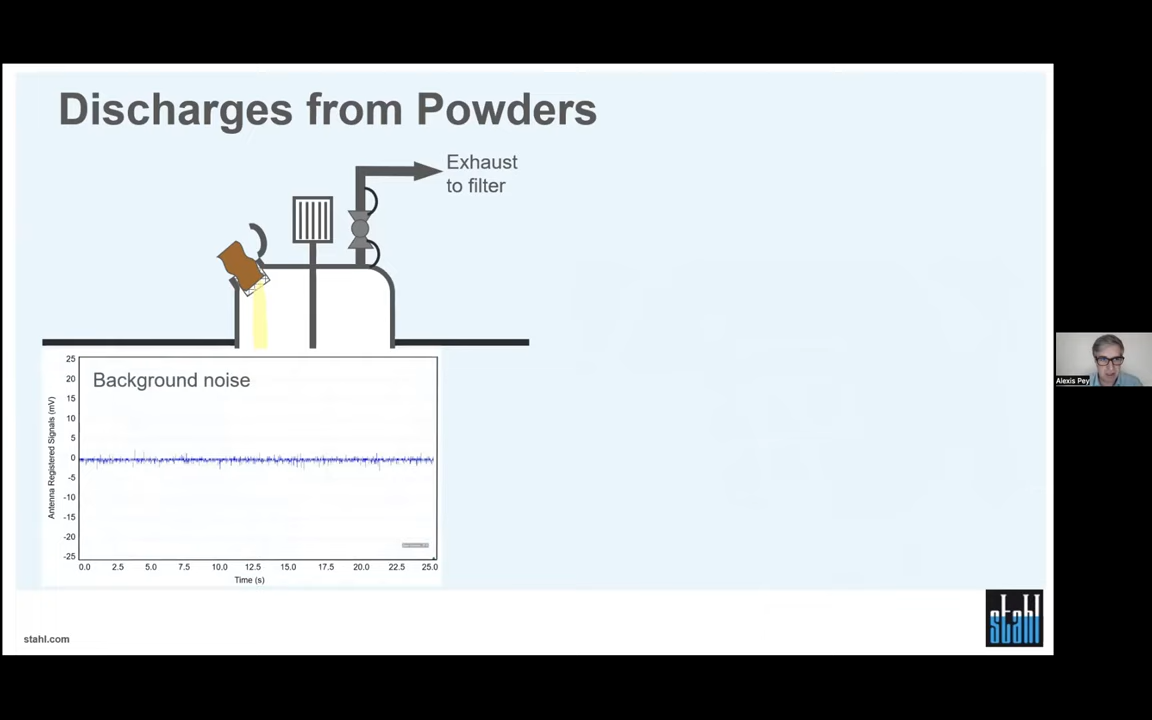 Discharges from Powders
Exhaust
to filter
Background noise
Antenna Registered Signals (mV)
25
20
15
10
5
0
-5
-10
-15
-20
-25
0.0 2.5 5.0 7.5 10.0 12.5 15.0 17.5 20.0 22.5 25.0
Time (s)
stahl.com
stahl
Alexis Pey